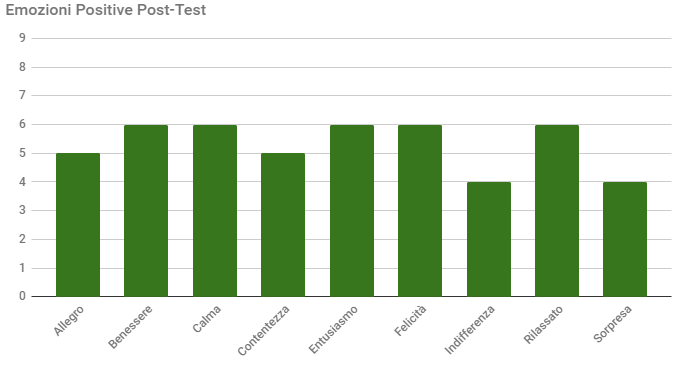 Emozioni Positive Post-Test
9
8
7
6
5
4
3
2
1
0
Allegro
Benessere
Calma
Contentezza
Entusiasmo
Felicità
Indifferenza
Rilassato
Sorpresa